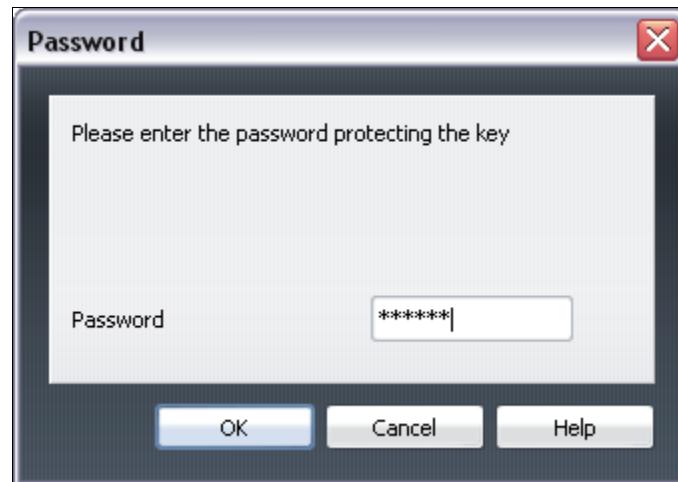 Password
Please enter the password protecting the key
Password ******
OK Cancel Help